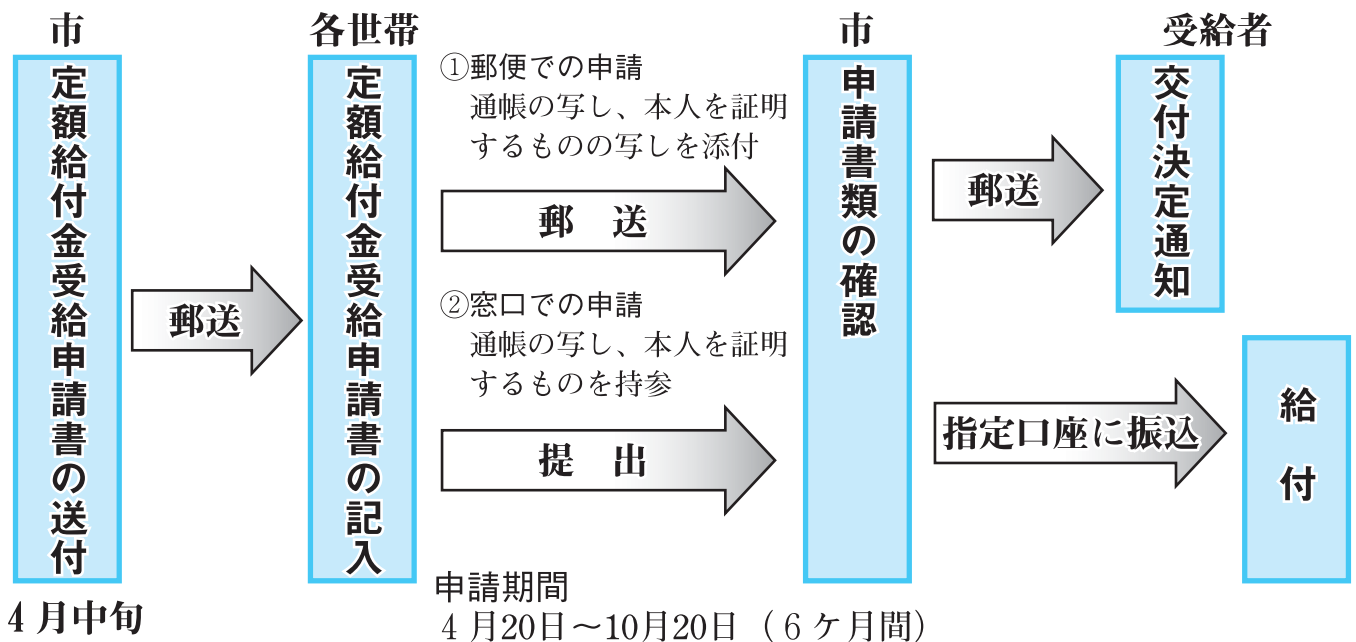 市
定額給付金受給申請書の送付
4月中旬
郵送
各世帯
定額給付金受給申請書の記入
①郵便での申請
通帳の写し、本人を証明
するものの写しを添付
郵　送
②窓口での申請
通帳の写し、本人を証明
するものを持参
提　出
申請期間
4月20日～10月20日（6ケ月間）
市
申請書類の確認
郵送
受給者
交付決定通知
指定口座に振込
給付